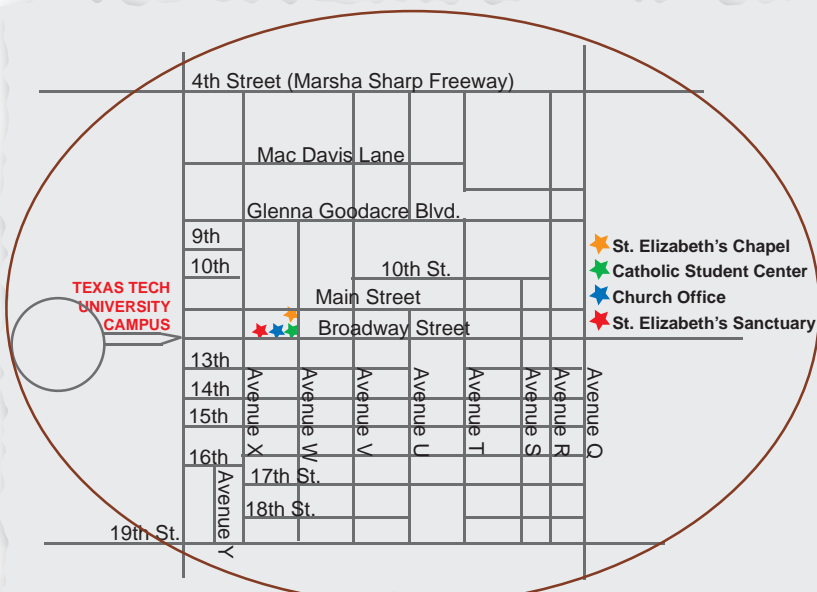 4th Street (Marsha Sharp Freeway)
Mac Davis Lane
Glenna Goodacre Blvd.
9th
10th
10th St.
TEXAS TECH
UNIVERSITY
CAMPUS
Main Street
Broadway Street
St. Elizabeth's Chapel
Catholic Student Center
Church Office
St. Elizabeth's Sanctuary
13th
14th
15th
16th
Avenue X
Avenue W
Avenue V
Avenue U
Avenue T
Avenue S
Avenue R
Avenue Q
17th St.
18th St.
Avenue Y
19th St.